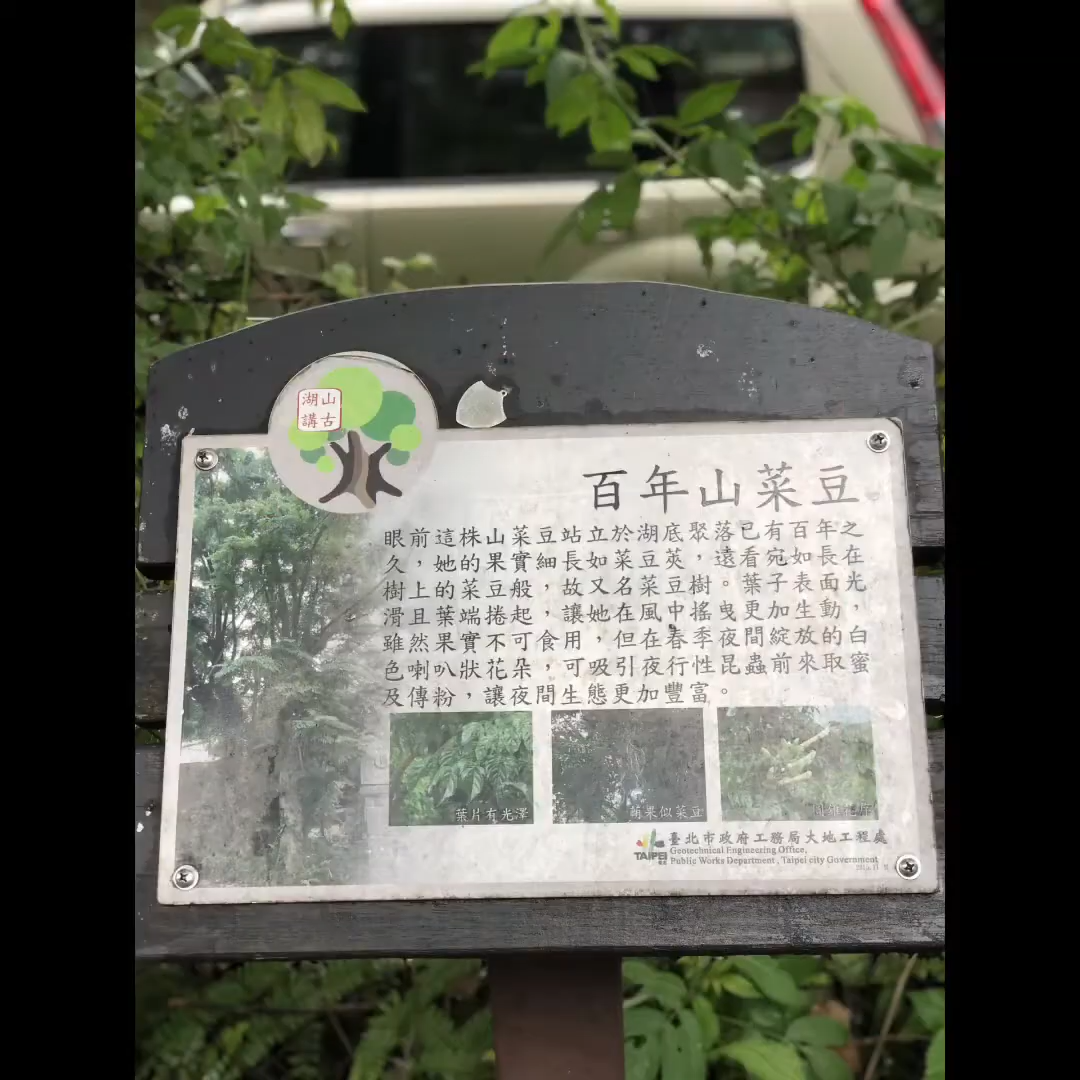 湖山
講古
百年山菜豆
眼前這株山菜豆站立於湖底聚落已有百年之
久，她的果實細長如菜豆莢，遠看宛如長在
樹上的菜豆般，故又名菜豆樹。葉子表面光
滑且葉端捲起，讓她在風中搖曳更加生動，
雖然果實不可食用，但在春季夜間綻放的白
色喇叭狀花朵，可吸引夜行性昆蟲前來取蜜
及傳粉，讓夜間生態更加豐富。
葉片有光澤
蒴果似菜豆
TAIPEI
臺北市政府工務局大地工程處
Geotechnical Engineering Office,
Public Works Department, Taipei city Government